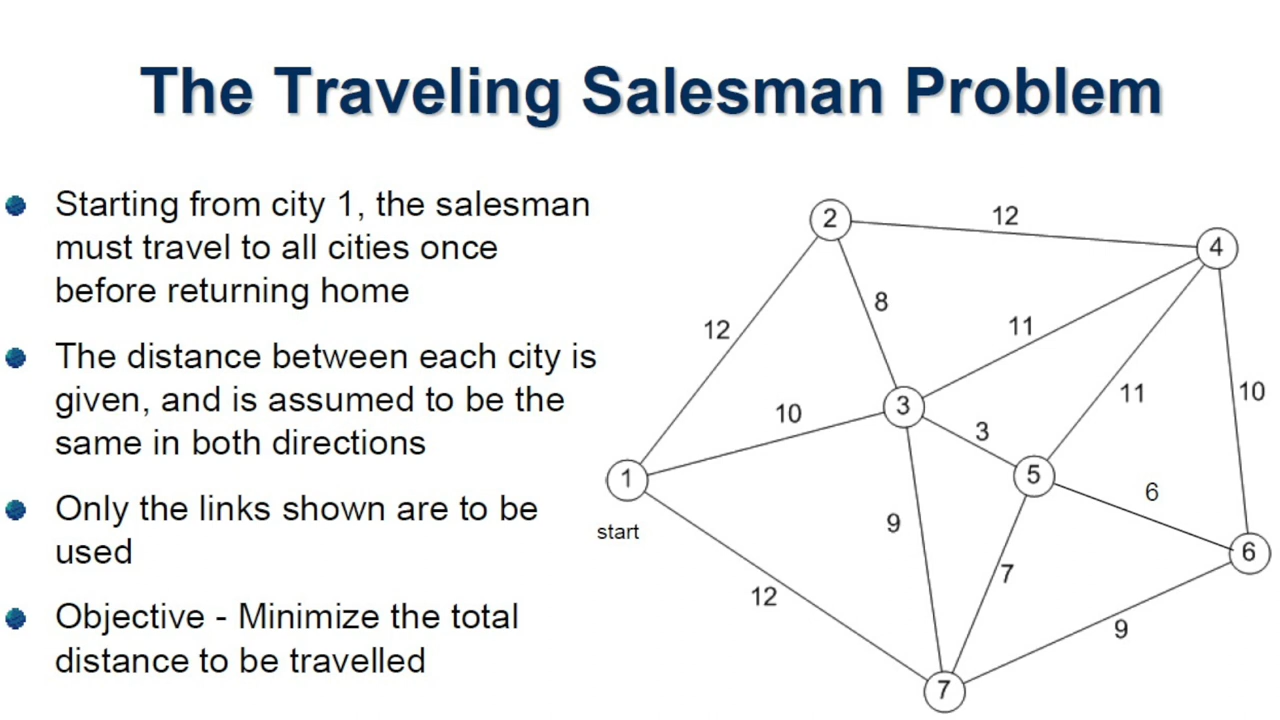 The Traveling Salesman Problem
Starting from city 1, the salesman
must travel to all cities once
before returning home
The distance between each city is
given, and is assumed to be the
same in both directions
Only the links shown are to be
used
Objective - Minimize the total
distance to be travelled
2
12
4
8
12
11
11
10
3
10
3
1
5
6
start
9
6
7
12
9
7